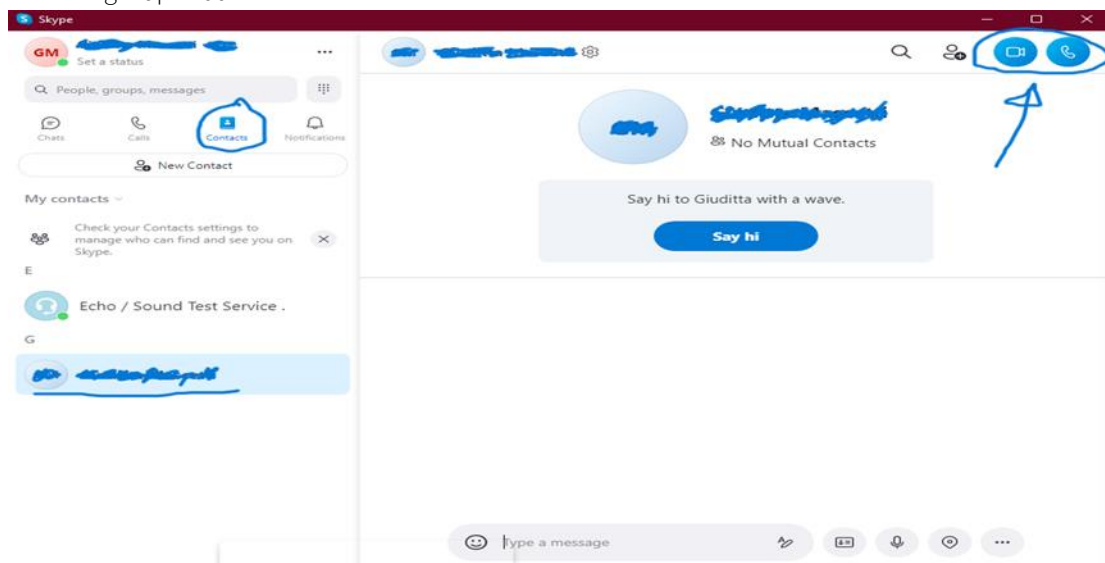 Skype
GM
Set a status
People, groups, messages
Chats
Calls
Contacts
Notifications
New Contact
My contacts
Check your Contacts settings to
manage who can find and see you on
Skype.
E
Echo / Sound Test Service .
G
No Mutual Contacts
Say hi to Giuditta with a wave.
Say hi
Type a message